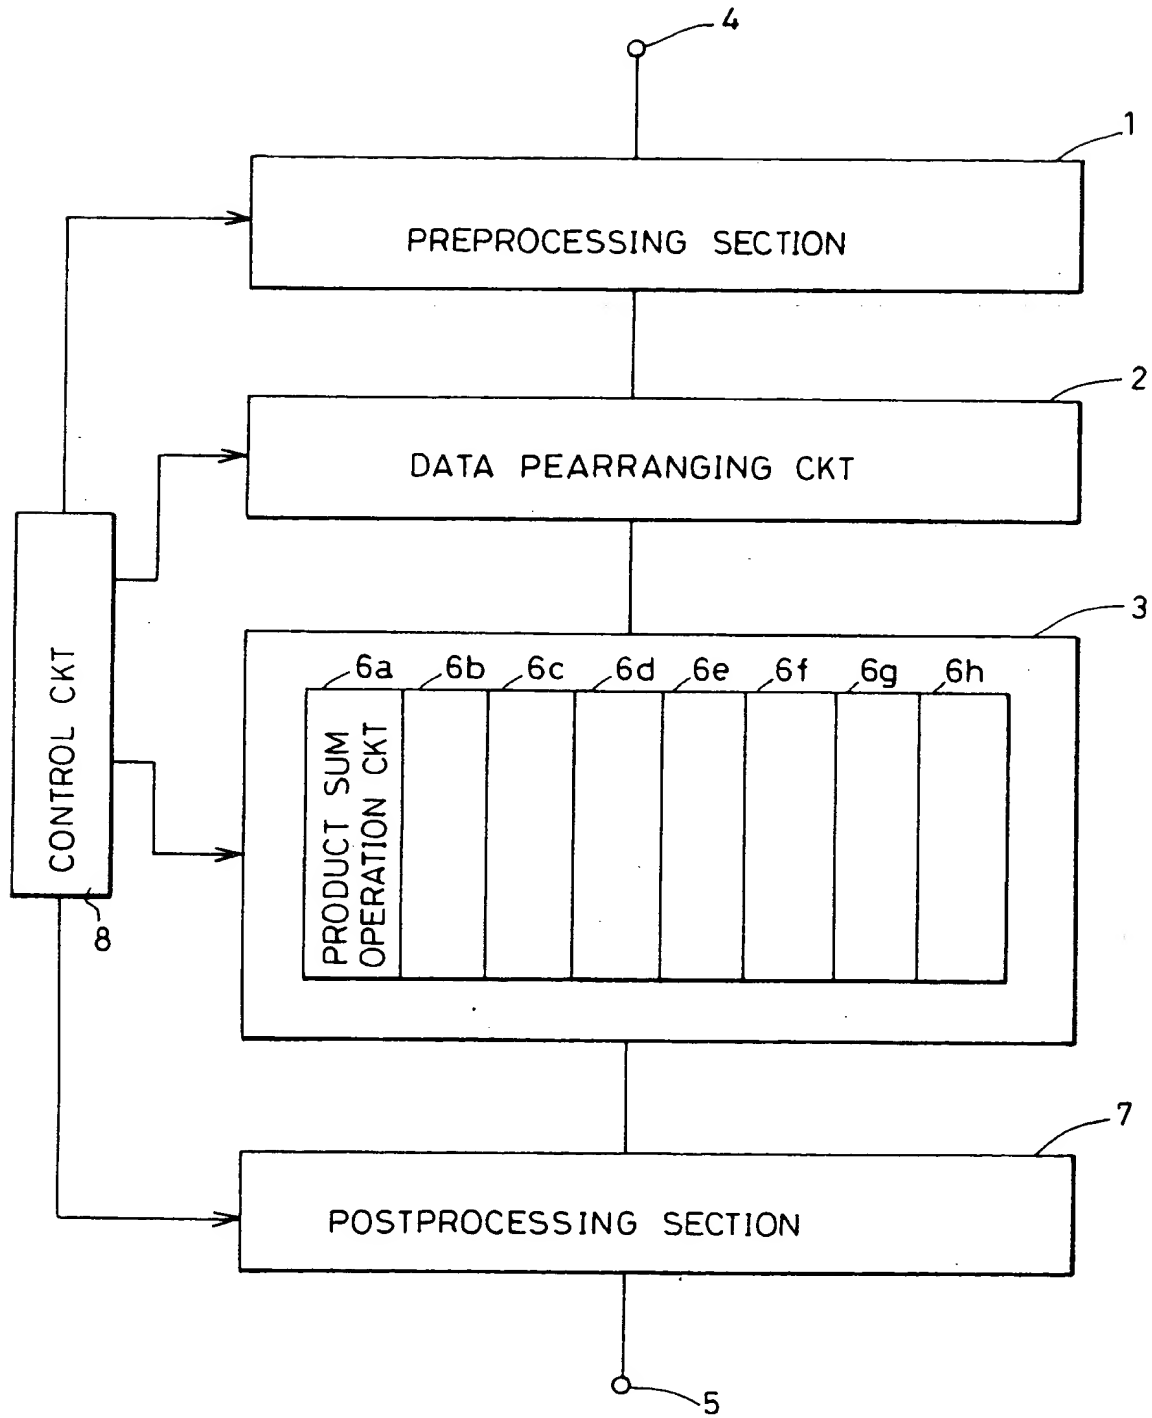 4
1
PREPROCESSING SECTION
2
DATA PEARRANGING CKT
3
6a 6b 6c 6d 6e 6f 6g 6h
PRODUCT SUM
OPERATION CKT
CONTROL CKT
8
7
POSTPROCESSING SECTION
5